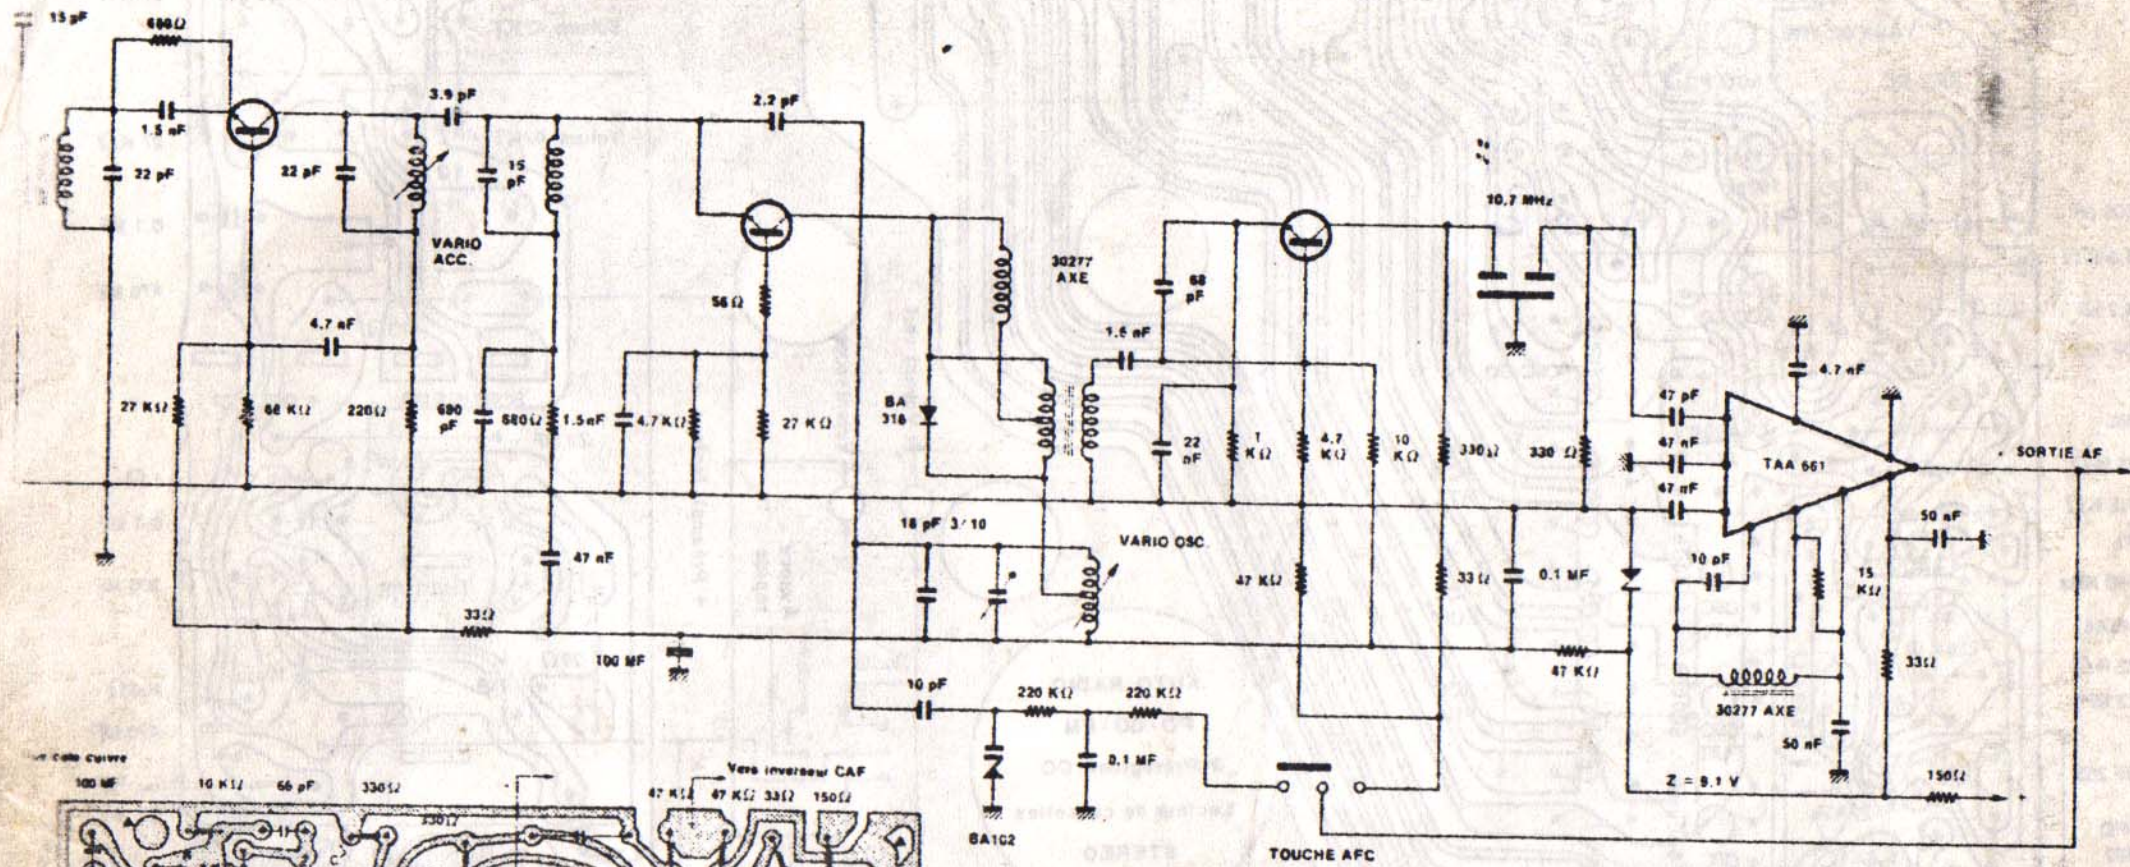 15 pF
680Ω
1.5 nF
22 pF
22 pF
3.9 pF
15 pF
2.2 pF
VARIO ACC.
4.7 nF
56Ω
27 KΩ
68 KΩ
220Ω
680 pF
680Ω
1.5 nF
4.7 KΩ
27 KΩ
47 nF
33Ω
100 MF
BA 316
30277 AXE
1.5 nF
68 pF
22 nF
1 KΩ
4.7 KΩ
10 KΩ
330Ω
10,7 MHz
330 Ω
47 pF
47 nF
47 nF
4.7 nF
TAA 661
SORTIE AF
50 nF
18 pF 3/10
VARIO OSC.
47 KΩ
33Ω
0.1 MF
47 KΩ
10 pF
15 KΩ
33Ω
30277 AXE
50 nF
10 pF
220 KΩ
220 KΩ
0.1 MF
BA102
TOUCHE AFC
Z = 9.1 V
150Ω
+
cote cuivre
100 MF
10 KΩ
66 pF
330Ω
Vers inverseur CAF
47 KΩ
47 KΩ
33Ω
150Ω
330Ω